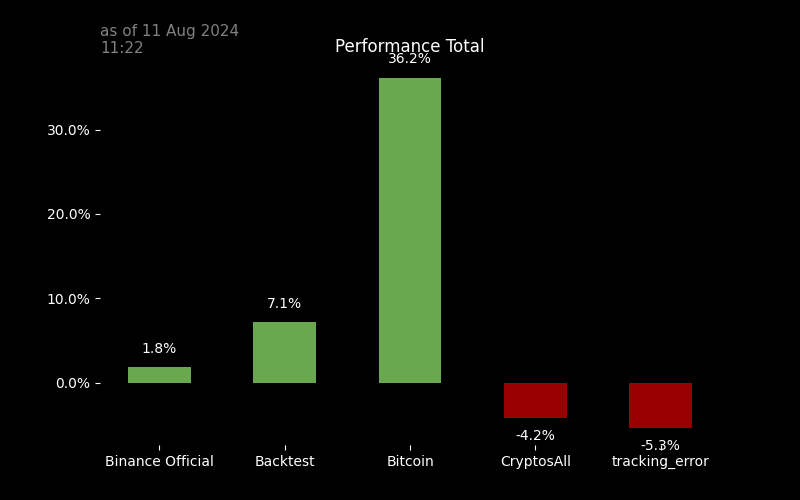 as of 11 Aug 2024
11:22
Performance Total
36.2%
30.0%
20.0%
10.0%
7.1%
1.8%
0.0%
-4.2%
-5.3%
Binance Official
Backtest
Bitcoin
CryptosAll
tracking_error